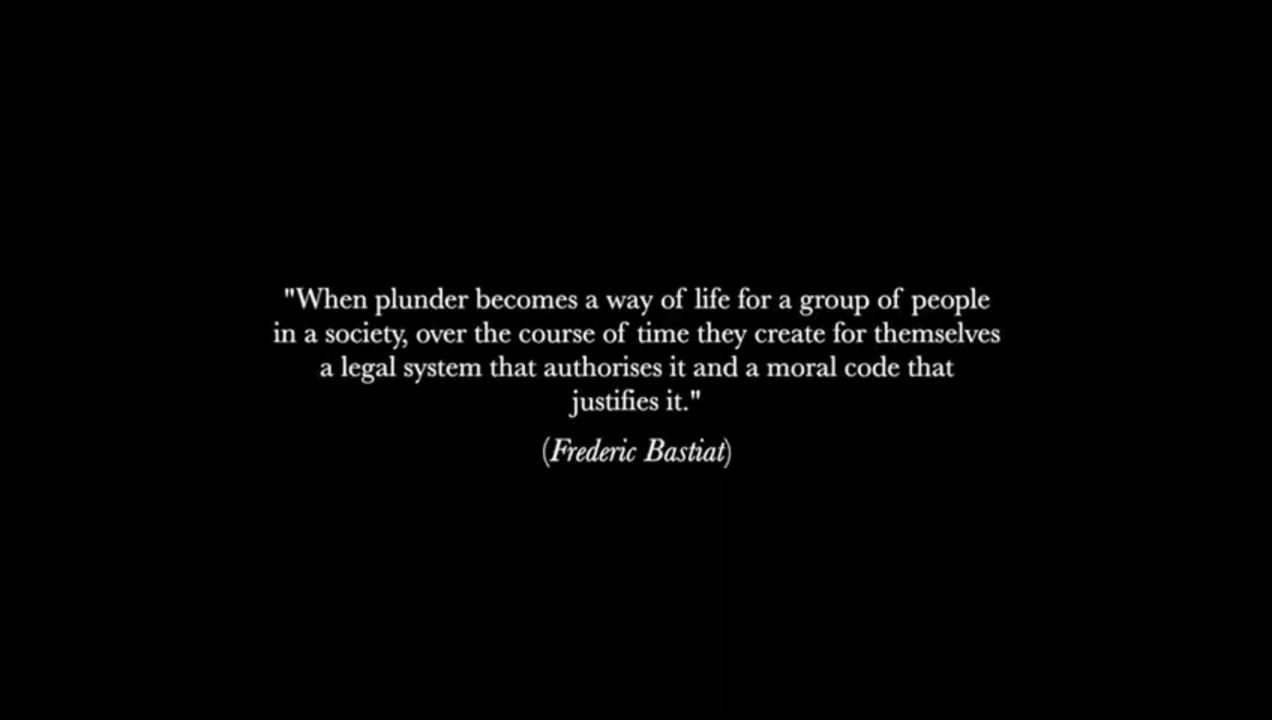 "When plunder becomes a way of life for a group of people
in a society, over the course of time they create for themselves
a legal system that authorises it and a moral code that
justifies it."
(Frederic Bastiat)